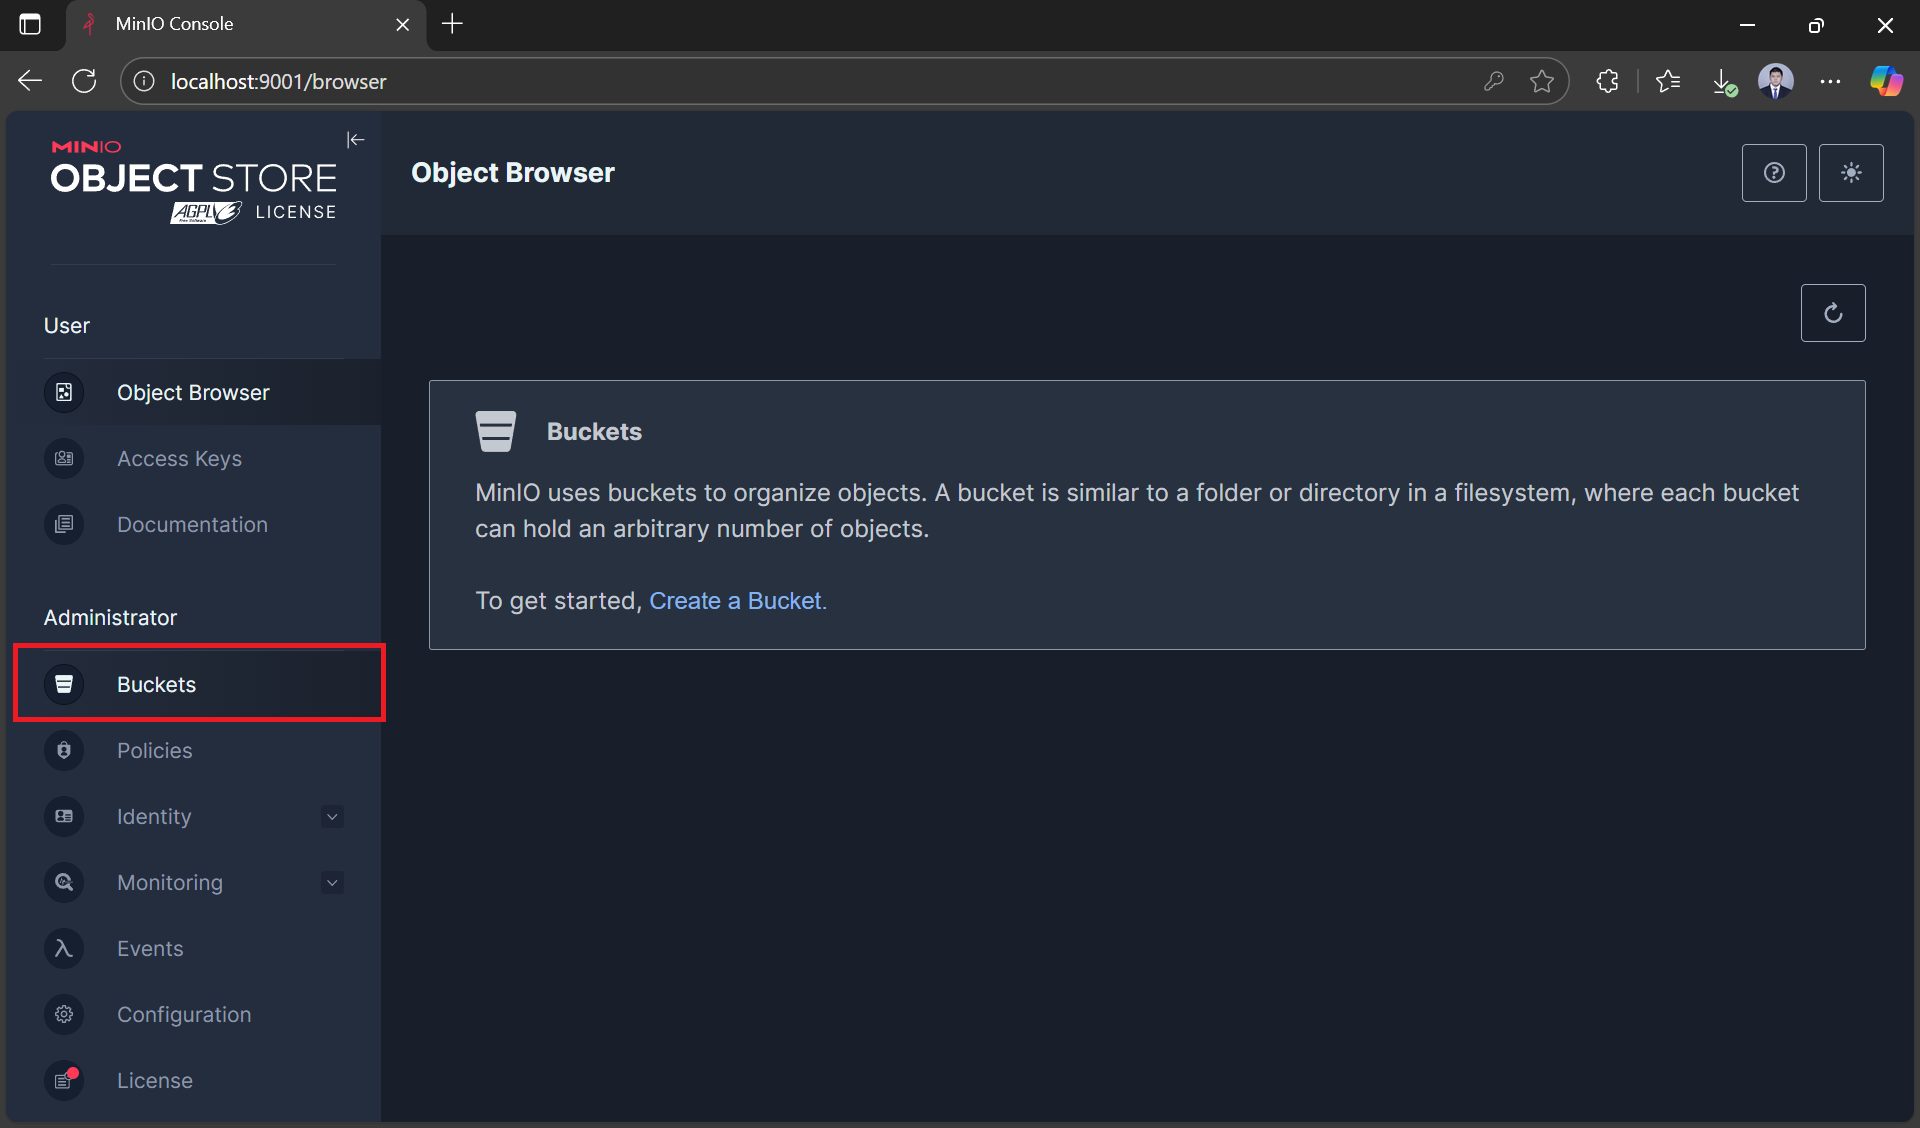 MinIO Console
localhost:9001/browser
MINIO
OBJECT STORE
AGPL v3 LICENSE
Free Software
Object Browser
User
Object Browser
Access Keys
Documentation
Administrator
Buckets
Policies
Identity
Monitoring
Events
Configuration
License
Buckets
MinIO uses buckets to organize objects. A bucket is similar to a folder or directory in a filesystem, where each bucket
can hold an arbitrary number of objects.
To get started, Create a Bucket.